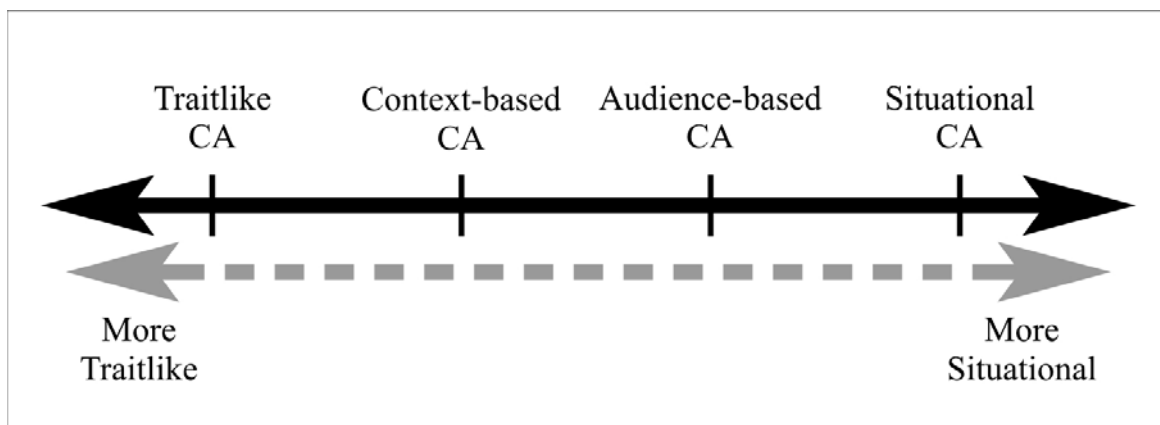 Traitlike
CA
Context-based
CA
Audience-based
CA
Situational
CA
More
Traitlike
More
Situational